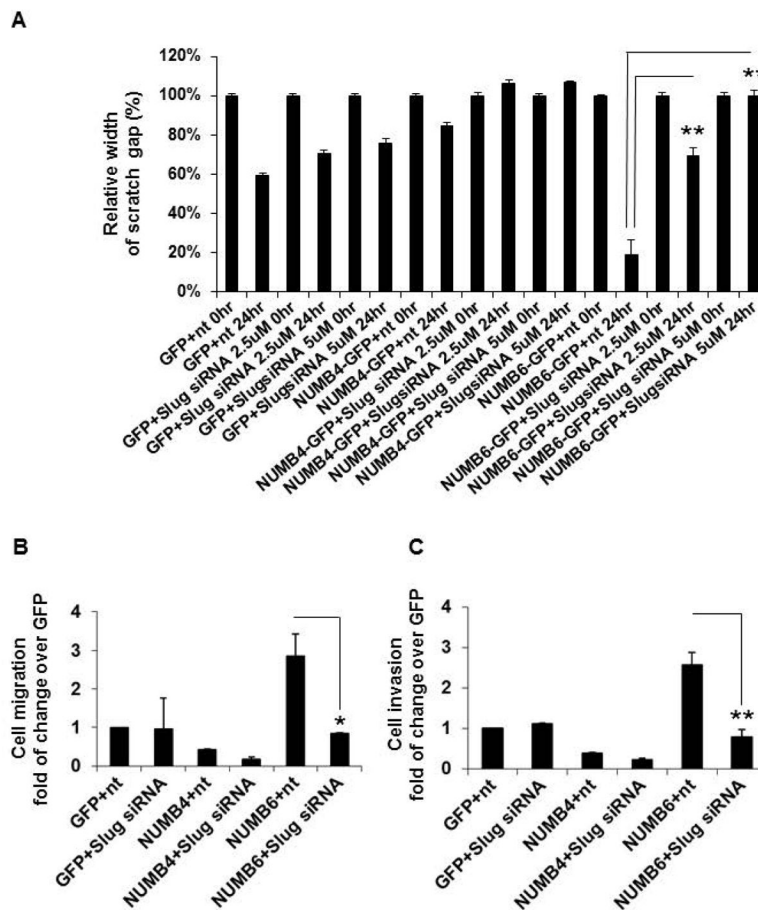 A
120%
100%
80%
60%
40%
20%
0%
Relative width
of scratch gap (%)
**
**
GFP+nt 0hr
GFP+nt 24hr
GFP+Slug siRNA 2.5uM 0hr
GFP+Slug siRNA 2.5uM 24hr
GFP+SlugsiRNA 5uM 0hr
GFP+SlugsiRNA 5uM 24hr
NUMB4-GFP+nt 0hr
NUMB4-GFP+nt 24hr
NUMB4-GFP+Slug siRNA 2.5uM 0hr
NUMB4-GFP+SlugsiRNA 2.5uM 24hr
NUMB4-GFP+Slug siRNA 5uM 0hr
NUMB4-GFP+SlugsiRNA 5uM 24hr
NUMB6-GFP+nt 0hr
NUMB6-GFP+nt 24hr
NUMB6-GFP+Slug siRNA 2.5uM 0hr
NUMB6-GFP+SlugsiRNA 2.5uM 24hr
NUMB6-GFP+Slug siRNA 5uM 0hr
NUMB6-GFP+SlugsiRNA 5uM 24hr
B
Cell migration
fold of change over GFP
4
3
2
1
0
*
GFP+nt
GFP+Slug siRNA
NUMB4+nt
NUMB4+Slug siRNA
NUMB6+nt
NUMB6+Slug siRNA
C
Cell invasion
fold of change over GFP
4
3
2
1
0
**
GFP+nt
GFP+Slug siRNA
NUMB4+nt
NUMB4+Slug siRNA
NUMB6+nt
NUMB6+Slug siRNA